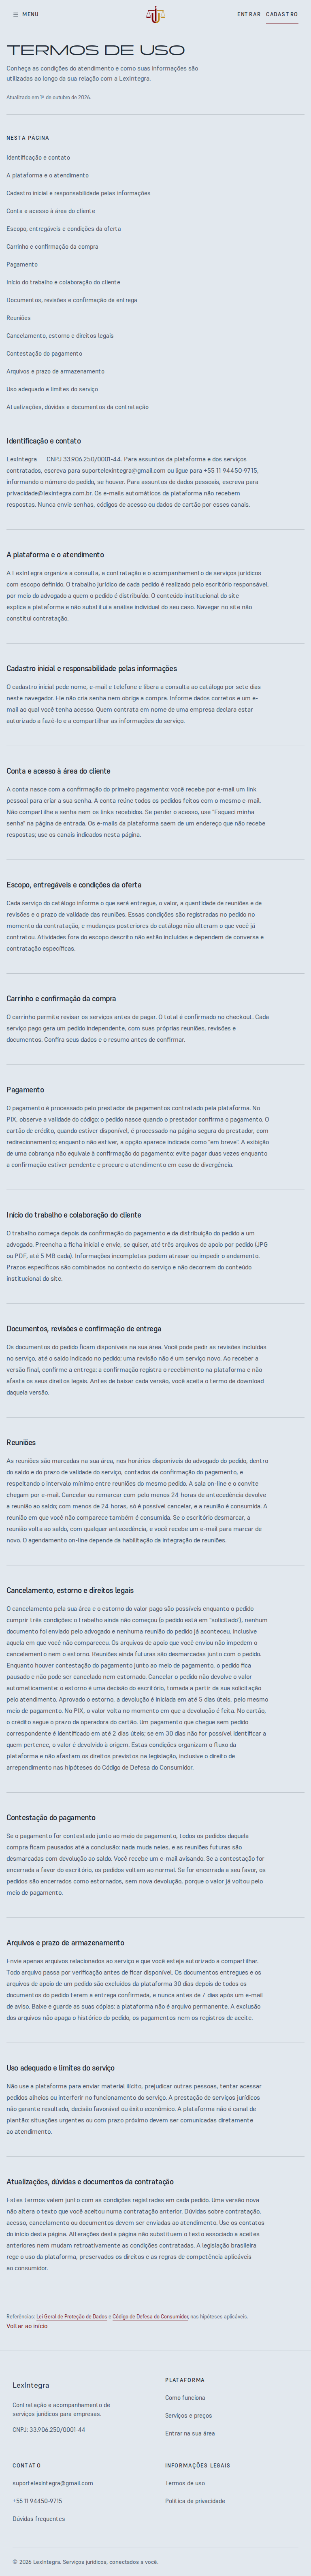 MENU
ENTRAR CADASTRO
TERMOS DE USO
Conheça as condições do atendimento e como suas informações são
utilizadas ao longo da sua relação com a LexIntegra.
Atualizado em 1º de outubro de 2026.
NESTA PÁGINA
Identificação e contato
A plataforma e o atendimento
Cadastro inicial e responsabilidade pelas informações
Conta e acesso à área do cliente
Escopo, entregáveis e condições da oferta
Carrinho e confirmação da compra
Pagamento
Início do trabalho e colaboração do cliente
Documentos, revisões e confirmação de entrega
Reuniões
Cancelamento, estorno e direitos legais
Contestação do pagamento
Arquivos e prazo de armazenamento
Uso adequado e limites do serviço
Atualizações, dúvidas e documentos da contratação
Identificação e contato
LexIntegra — CNPJ 33.906.250/0001-44. Para assuntos da plataforma e dos serviços
contratados, escreva para suportelexintegra@gmail.com ou ligue para +55 11 94450-9715,
informando o número do pedido, se houver. Para assuntos de dados pessoais, escreva para
privacidade@lexintegra.com.br. Os e-mails automáticos da plataforma não recebem
respostas. Nunca envie senhas, códigos de acesso ou dados de cartão por esses canais.
A plataforma e o atendimento
A LexIntegra organiza a consulta, a contratação e o acompanhamento de serviços jurídicos
com escopo definido. O trabalho jurídico de cada pedido é realizado pelo escritório responsável,
por meio do advogado a quem o pedido é distribuído. O conteúdo institucional do site
explica a plataforma e não substitui a análise individual do seu caso. Navegar no site não
constitui contratação.
Cadastro inicial e responsabilidade pelas informações
O cadastro inicial pede nome, e-mail e telefone e libera a consulta ao catálogo por sete dias
neste navegador. Ele não cria senha nem obriga a compra. Informe dados corretos e um e-
mail ao qual você tenha acesso. Quem contrata em nome de uma empresa declara estar
autorizado a fazê-lo e a compartilhar as informações do serviço.
Conta e acesso à área do cliente
A conta nasce com a confirmação do primeiro pagamento: você recebe por e-mail um link
pessoal para criar a sua senha. A conta reúne todos os pedidos feitos com o mesmo e-mail.
Não compartilhe a senha nem os links recebidos. Se perder o acesso, use "Esqueci minha
senha" na página de entrada. Os e-mails da plataforma saem de um endereço que não recebe
respostas; use os canais indicados nesta página.
Escopo, entregáveis e condições da oferta
Cada serviço do catálogo informa o que será entregue, o valor, a quantidade de reuniões e de
revisões e o prazo de validade das reuniões. Essas condições são registradas no pedido no
momento da contratação, e mudanças posteriores do catálogo não alteram o que você já
contratou. Atividades fora do escopo descrito não estão incluídas e dependem de conversa e
contratação específicas.
Carrinho e confirmação da compra
O carrinho permite revisar os serviços antes de pagar. O total é confirmado no checkout. Cada
serviço pago gera um pedido independente, com suas próprias reuniões, revisões e
documentos. Confira seus dados e o resumo antes de confirmar.
Pagamento
O pagamento é processado pelo prestador de pagamentos contratado pela plataforma. No
PIX, observe a validade do código; o pedido nasce quando o prestador confirma o pagamento. O
cartão de crédito, quando estiver disponível, é processado na página segura do prestador, com
redirecionamento; enquanto não estiver, a opção aparece indicada como "em breve". A exibição
de uma cobrança não equivale à confirmação do pagamento: evite pagar duas vezes enquanto
a confirmação estiver pendente e procure o atendimento em caso de divergência.
Início do trabalho e colaboração do cliente
O trabalho começa depois da confirmação do pagamento e da distribuição do pedido a um
advogado. Preencha a ficha inicial e envie, se quiser, até três arquivos de apoio por pedido (JPG
ou PDF, até 5 MB cada). Informações incompletas podem atrasar ou impedir o andamento.
Prazos específicos são combinados no contexto do serviço e não decorrem do conteúdo
institucional do site.
Documentos, revisões e confirmação de entrega
Os documentos do pedido ficam disponíveis na sua área. Você pode pedir as revisões incluídas
no serviço, até o saldo indicado no pedido; uma revisão não é um serviço novo. Ao receber a
versão final, confirme a entrega: a confirmação registra o recebimento na plataforma e não
afasta os seus direitos legais. Antes de baixar cada versão, você aceita o termo de download
daquela versão.
Reuniões
As reuniões são marcadas na sua área, nos horários disponíveis do advogado do pedido, dentro
do saldo e do prazo de validade do serviço, contados da confirmação do pagamento, e
respeitando o intervalo mínimo entre reuniões do mesmo pedido. A sala on-line e o convite
chegam por e-mail. Cancelar ou remarcar com pelo menos 24 horas de antecedência devolve
a reunião ao saldo; com menos de 24 horas, só é possível cancelar, e a reunião é consumida. A
reunião em que você não comparece também é consumida. Se o escritório desmarcar, a
reunião volta ao saldo, com qualquer antecedência, e você recebe um e-mail para marcar de
novo. O agendamento on-line depende da habilitação da integração de reuniões.
Cancelamento, estorno e direitos legais
O cancelamento pela sua área e o estorno do valor pago são possíveis enquanto o pedido
cumprir três condições: o trabalho ainda não começou (o pedido está em "solicitado"), nenhum
documento foi enviado pelo advogado e nenhuma reunião do pedido já aconteceu, inclusive
aquela em que você não compareceu. Os arquivos de apoio que você enviou não impedem o
cancelamento nem o estorno. Reuniões ainda futuras são desmarcadas junto com o pedido.
Enquanto houver contestação do pagamento junto ao meio de pagamento, o pedido fica
pausado e não pode ser cancelado nem estornado. Cancelar o pedido não devolve o valor
automaticamente: o estorno é uma decisão do escritório, tomada a partir da sua solicitação
pelo atendimento. Aprovado o estorno, a devolução é iniciada em até 5 dias úteis, pelo mesmo
meio de pagamento. No PIX, o valor volta no momento em que a devolução é feita. No cartão,
o crédito segue o prazo da operadora do cartão. Um pagamento que chegue sem pedido
correspondente é identificado em até 2 dias úteis; se em 30 dias não for possível identificar a
quem pertence, o valor é devolvido à origem. Estas condições organizam o fluxo da
plataforma e não afastam os direitos previstos na legislação, inclusive o direito de
arrependimento nas hipóteses do Código de Defesa do Consumidor.
Contestação do pagamento
Se o pagamento for contestado junto ao meio de pagamento, todos os pedidos daquela
compra ficam pausados até a conclusão: nada muda neles, e as reuniões futuras são
desmarcadas com devolução ao saldo. Você recebe um e-mail avisando. Se a contestação for
encerrada a favor do escritório, os pedidos voltam ao normal. Se for encerrada a seu favor, os
pedidos são encerrados como estornados, sem nova devolução, porque o valor já voltou pelo
meio de pagamento.
Arquivos e prazo de armazenamento
Envie apenas arquivos relacionados ao serviço e que você esteja autorizado a compartilhar.
Todo arquivo passa por verificação antes de ficar disponível. Os documentos entregues e os
arquivos de apoio de um pedido são excluídos da plataforma 30 dias depois de todos os
documentos do pedido terem a entrega confirmada, e nunca antes de 7 dias após um e-mail
de aviso. Baixe e guarde as suas cópias: a plataforma não é arquivo permanente. A exclusão
dos arquivos não apaga o histórico do pedido, os pagamentos nem os registros de aceite.
Uso adequado e limites do serviço
Não use a plataforma para enviar material ilícito, prejudicar outras pessoas, tentar acessar
pedidos alheios ou interferir no funcionamento do serviço. A prestação de serviços jurídicos
não garante resultado, decisão favorável ou êxito econômico. A plataforma não é canal de
plantão: situações urgentes ou com prazo próximo devem ser comunicadas diretamente
ao atendimento.
Atualizações, dúvidas e documentos da contratação
Estes termos valem junto com as condições registradas em cada pedido. Uma versão nova
não altera o texto que você aceitou numa contratação anterior. Dúvidas sobre contratação,
acesso, cancelamento ou documentos devem ser enviadas ao atendimento. Use os contatos
do início desta página. Alterações desta página não substituem o texto associado a aceites
anteriores nem mudam retroativamente as condições contratadas. A legislação brasileira
rege o uso da plataforma, preservados os direitos e as regras de competência aplicáveis
ao consumidor.
Referências: Lei Geral de Proteção de Dados e Código de Defesa do Consumidor, nas hipóteses aplicáveis.
Voltar ao início
LexIntegra
Contratação e acompanhamento de
serviços jurídicos para empresas.
CNPJ: 33.906.250/0001-44
PLATAFORMA
Como funciona
Serviços e preços
Entrar na sua área
CONTATO
suportelexintegra@gmail.com
+55 11 94450-9715
Dúvidas frequentes
INFORMAÇÕES LEGAIS
Termos de uso
Política de privacidade
© 2026 LexIntegra. Serviços jurídicos, conectados a você.